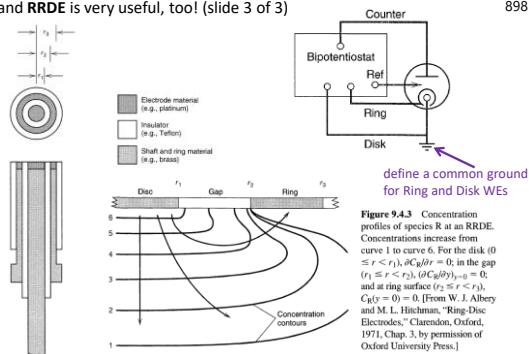 and RRDE is very useful, too! (slide 3 of 3)
898
r₃
r₂
r₁
Electrode material
(e.g., platinum)
Insulator
(e.g., Teflon)
Shaft and ring material
(e.g., brass)
Counter
Bipotentiostat
Ref
Ring
Disk
define a common ground
for Ring and Disk WEs
Disc
r₁
Gap
r₂
Ring
r₃
6
5
4
3
2
1
Concentration
contours
Figure 9.4.3 Concentration
profiles of species R at an RRDE.
Concentrations increase from
curve 1 to curve 6. For the disk (0
≤ r < r₁), ∂C_R/∂r = 0; in the gap
(r₁ ≤ r < r₂), (∂C_R/∂y)_y=0 = 0;
and at ring surface (r₂ ≤ r < r₃),
C_R(y = 0) = 0. [From W. J. Albery
and M. L. Hitchman, “Ring-Disc
Electrodes,” Clarendon, Oxford,
1971, Chap. 3, by permission of
Oxford University Press.]